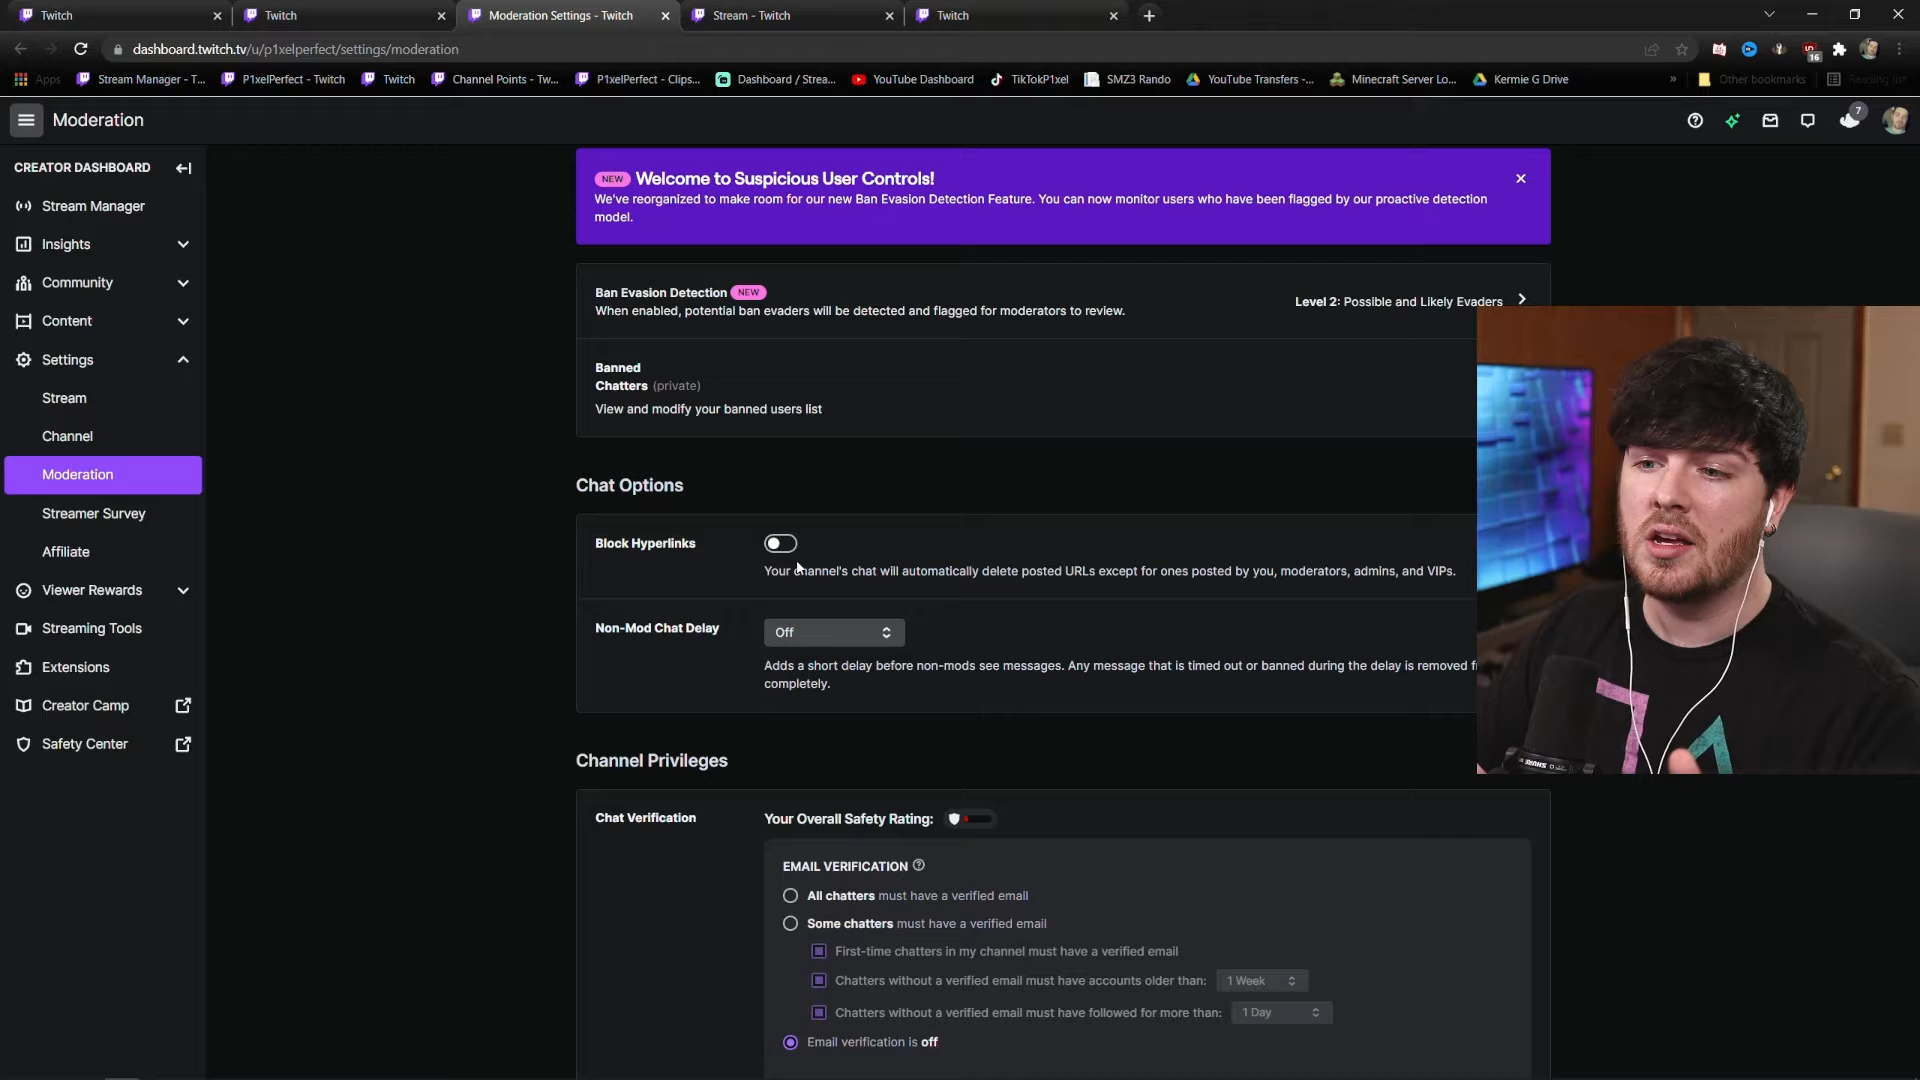 Twitch
Twitch
Moderation Settings - Twitch
Stream - Twitch
Twitch
dashboard.twitch.tv/u/p1xelperfect/settings/moderation
16
Apps
Stream Manager - T...
P1xelPerfect - Twitch
Twitch
Channel Points - Tw...
P1xelPerfect - Clips...
Dashboard / Strea...
YouTube Dashboard
TikTokP1xel
SMZ3 Rando
YouTube Transfers -...
Minecraft Server Lo...
Kermie G Drive
»
Other bookmarks
Reading list
Moderation
7
CREATOR DASHBOARD
Stream Manager
Insights
Community
Content
Settings
Stream
Channel
Moderation
Streamer Survey
Affiliate
Viewer Rewards
Streaming Tools
Extensions
Creator Camp
Safety Center
NEW Welcome to Suspicious User Controls!
We've reorganized to make room for our new Ban Evasion Detection Feature. You can now monitor users who have been flagged by our proactive detection
model.
Ban Evasion Detection NEW
When enabled, potential ban evaders will be detected and flagged for moderators to review.
Level 2: Possible and Likely Evaders
Banned
Chatters (private)
View and modify your banned users list
Chat Options
Block Hyperlinks
Your channel's chat will automatically delete posted URLs except for ones posted by you, moderators, admins, and VIPs.
Non-Mod Chat Delay
Off
Adds a short delay before non-mods see messages. Any message that is timed out or banned during the delay is removed
completely.
Channel Privileges
Chat Verification
Your Overall Safety Rating:
EMAIL VERIFICATION
All chatters must have a verified email
Some chatters must have a verified email
First-time chatters in my channel must have a verified email
Chatters without a verified email must have accounts older than: 1 Week
Chatters without a verified email must have followed for more than: 1 Day
Email verification is off
SHURE